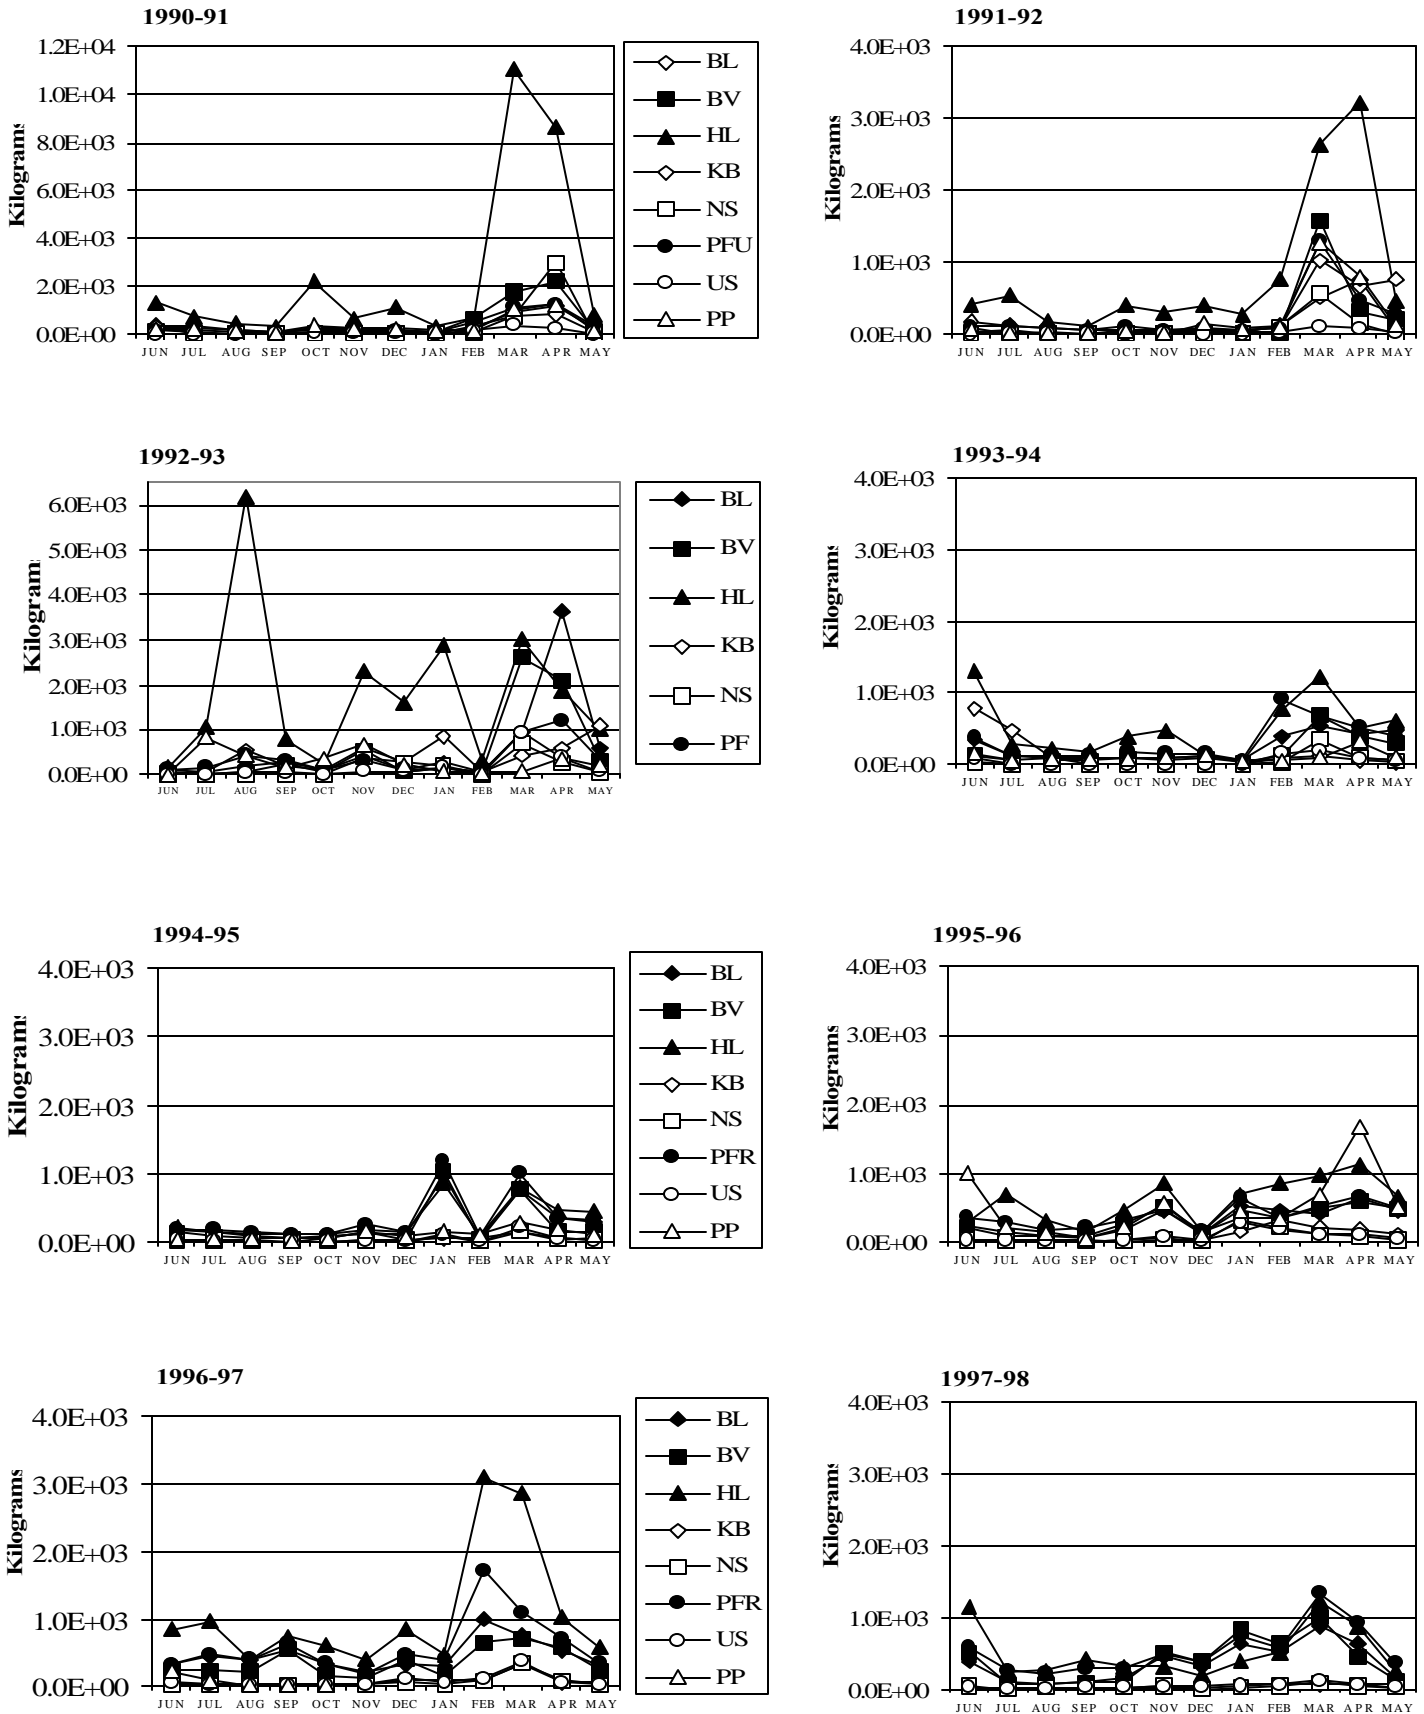 1990-91
1.2E+04
1.0E+04
8.0E+03
6.0E+03
4.0E+03
2.0E+03
0.0E+00
Kilograms
JUN JUL AUG SEP OCT NOV DEC JAN FEB MAR APR MAY
BL
BV
HL
KB
NS
PFU
US
PP
1991-92
4.0E+03
3.0E+03
2.0E+03
1.0E+03
0.0E+00
Kilograms
JUN JUL AUG SEP OCT NOV DEC JAN FEB MAR APR MAY
1992-93
6.0E+03
5.0E+03
4.0E+03
3.0E+03
2.0E+03
1.0E+03
0.0E+00
Kilogram
JUN JUL AUG SEP OCT NOV DEC JAN FEB MAR APR MAY
BL
BV
HL
KB
NS
PF
1993-94
4.0E+03
3.0E+03
2.0E+03
1.0E+03
0.0E+00
Kilograms
JUN JUL AUG SEP OCT NOV DEC JAN FEB MAR APR MAY
1994-95
4.0E+03
3.0E+03
2.0E+03
1.0E+03
0.0E+00
Kilograms
JUN JUL AUG SEP OCT NOV DEC JAN FEB MAR APR MAY
BL
BV
HL
KB
NS
PFR
US
PP
1995-96
4.0E+03
3.0E+03
2.0E+03
1.0E+03
0.0E+00
Kilograms
JUN JUL AUG SEP OCT NOV DEC JAN FEB MAR APR MAY
1996-97
4.0E+03
3.0E+03
2.0E+03
1.0E+03
0.0E+00
Kilograms
JUN JUL AUG SEP OCT NOV DEC JAN FEB MAR APR MAY
BL
BV
HL
KB
NS
PFR
US
PP
1997-98
4.0E+03
3.0E+03
2.0E+03
1.0E+03
0.0E+00
Kilograms
JUN JUL AUG SEP OCT NOV DEC JAN FEB MAR APR MAY